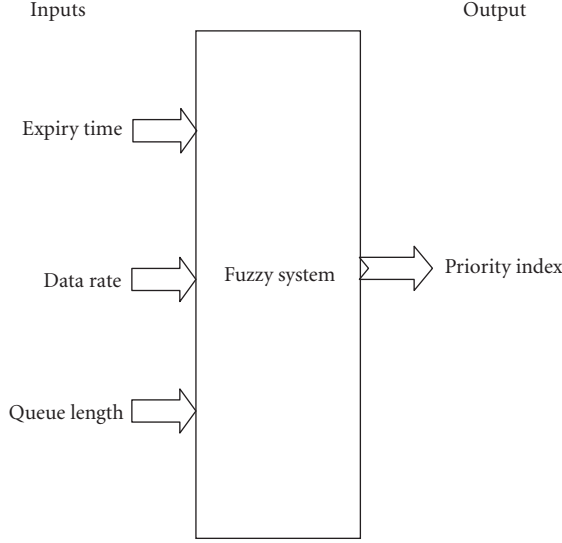 Inputs
Output
Expiry time
Data rate
Fuzzy system
Priority index
Queue length